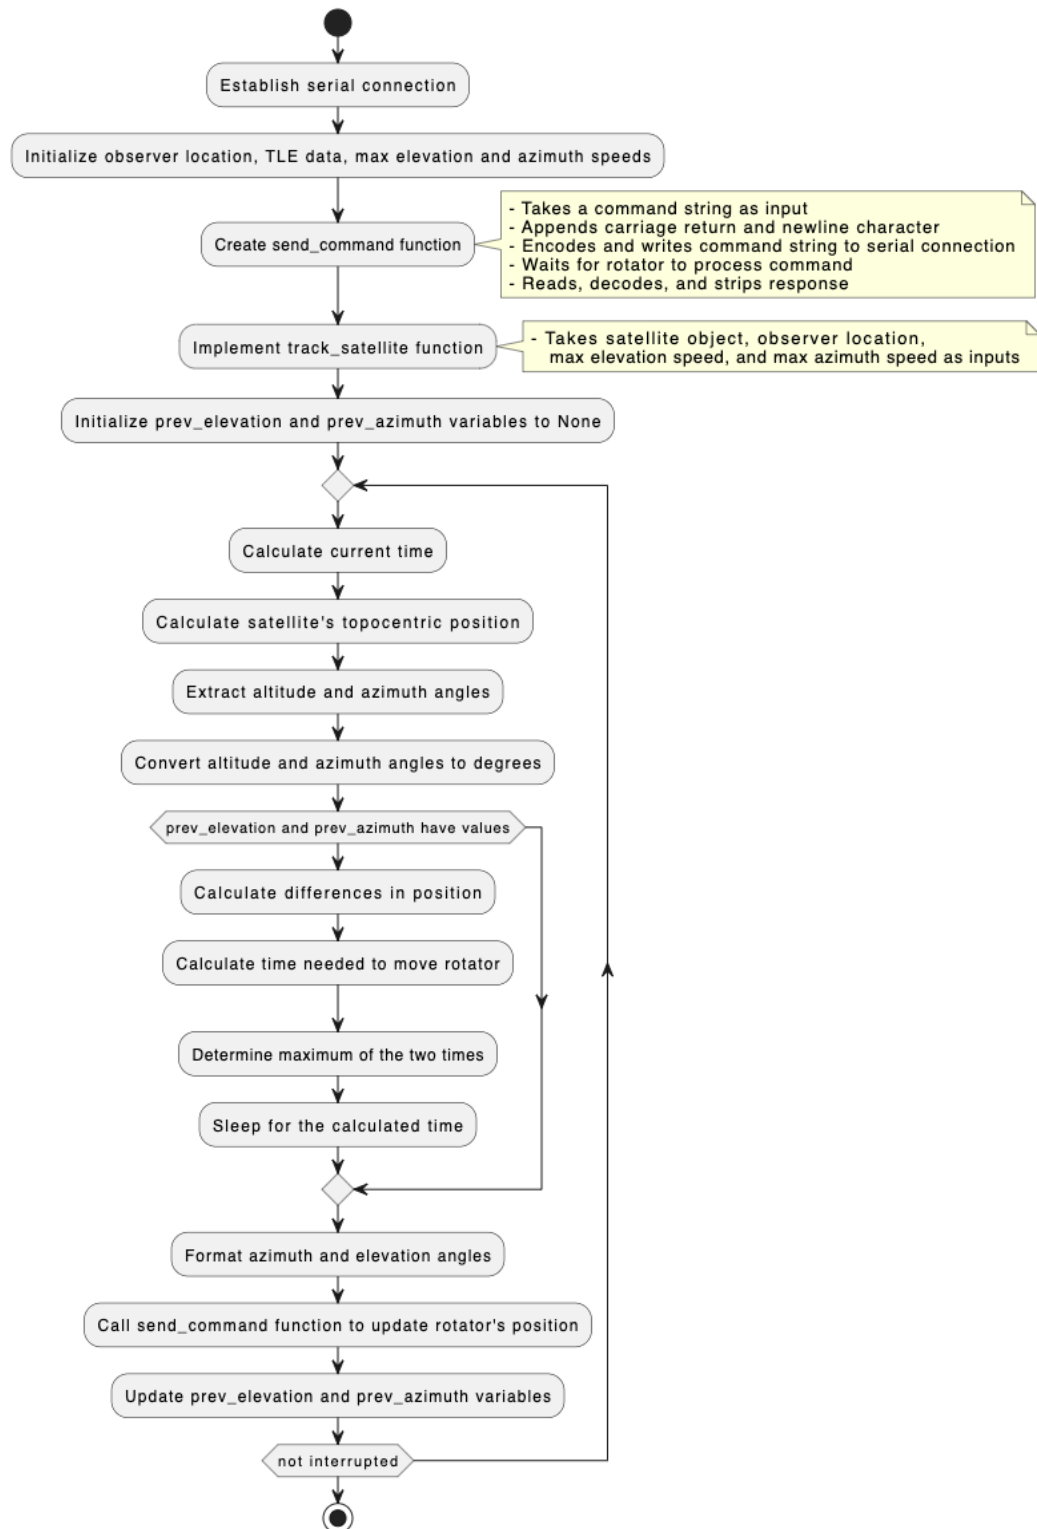 Establish serial connection
Initialize observer location, TLE data, max elevation and azimuth speeds
Create send_command function
- Takes a command string as input
- Appends carriage return and newline character
- Encodes and writes command string to serial connection
- Waits for rotator to process command
- Reads, decodes, and strips response
Implement track_satellite function
- Takes satellite object, observer location,
max elevation speed, and max azimuth speed as inputs
Initialize prev_elevation and prev_azimuth variables to None
Calculate current time
Calculate satellite's topocentric position
Extract altitude and azimuth angles
Convert altitude and azimuth angles to degrees
prev_elevation and prev_azimuth have values
Calculate differences in position
Calculate time needed to move rotator
Determine maximum of the two times
Sleep for the calculated time
Format azimuth and elevation angles
Call send_command function to update rotator's position
Update prev_elevation and prev_azimuth variables
not interrupted